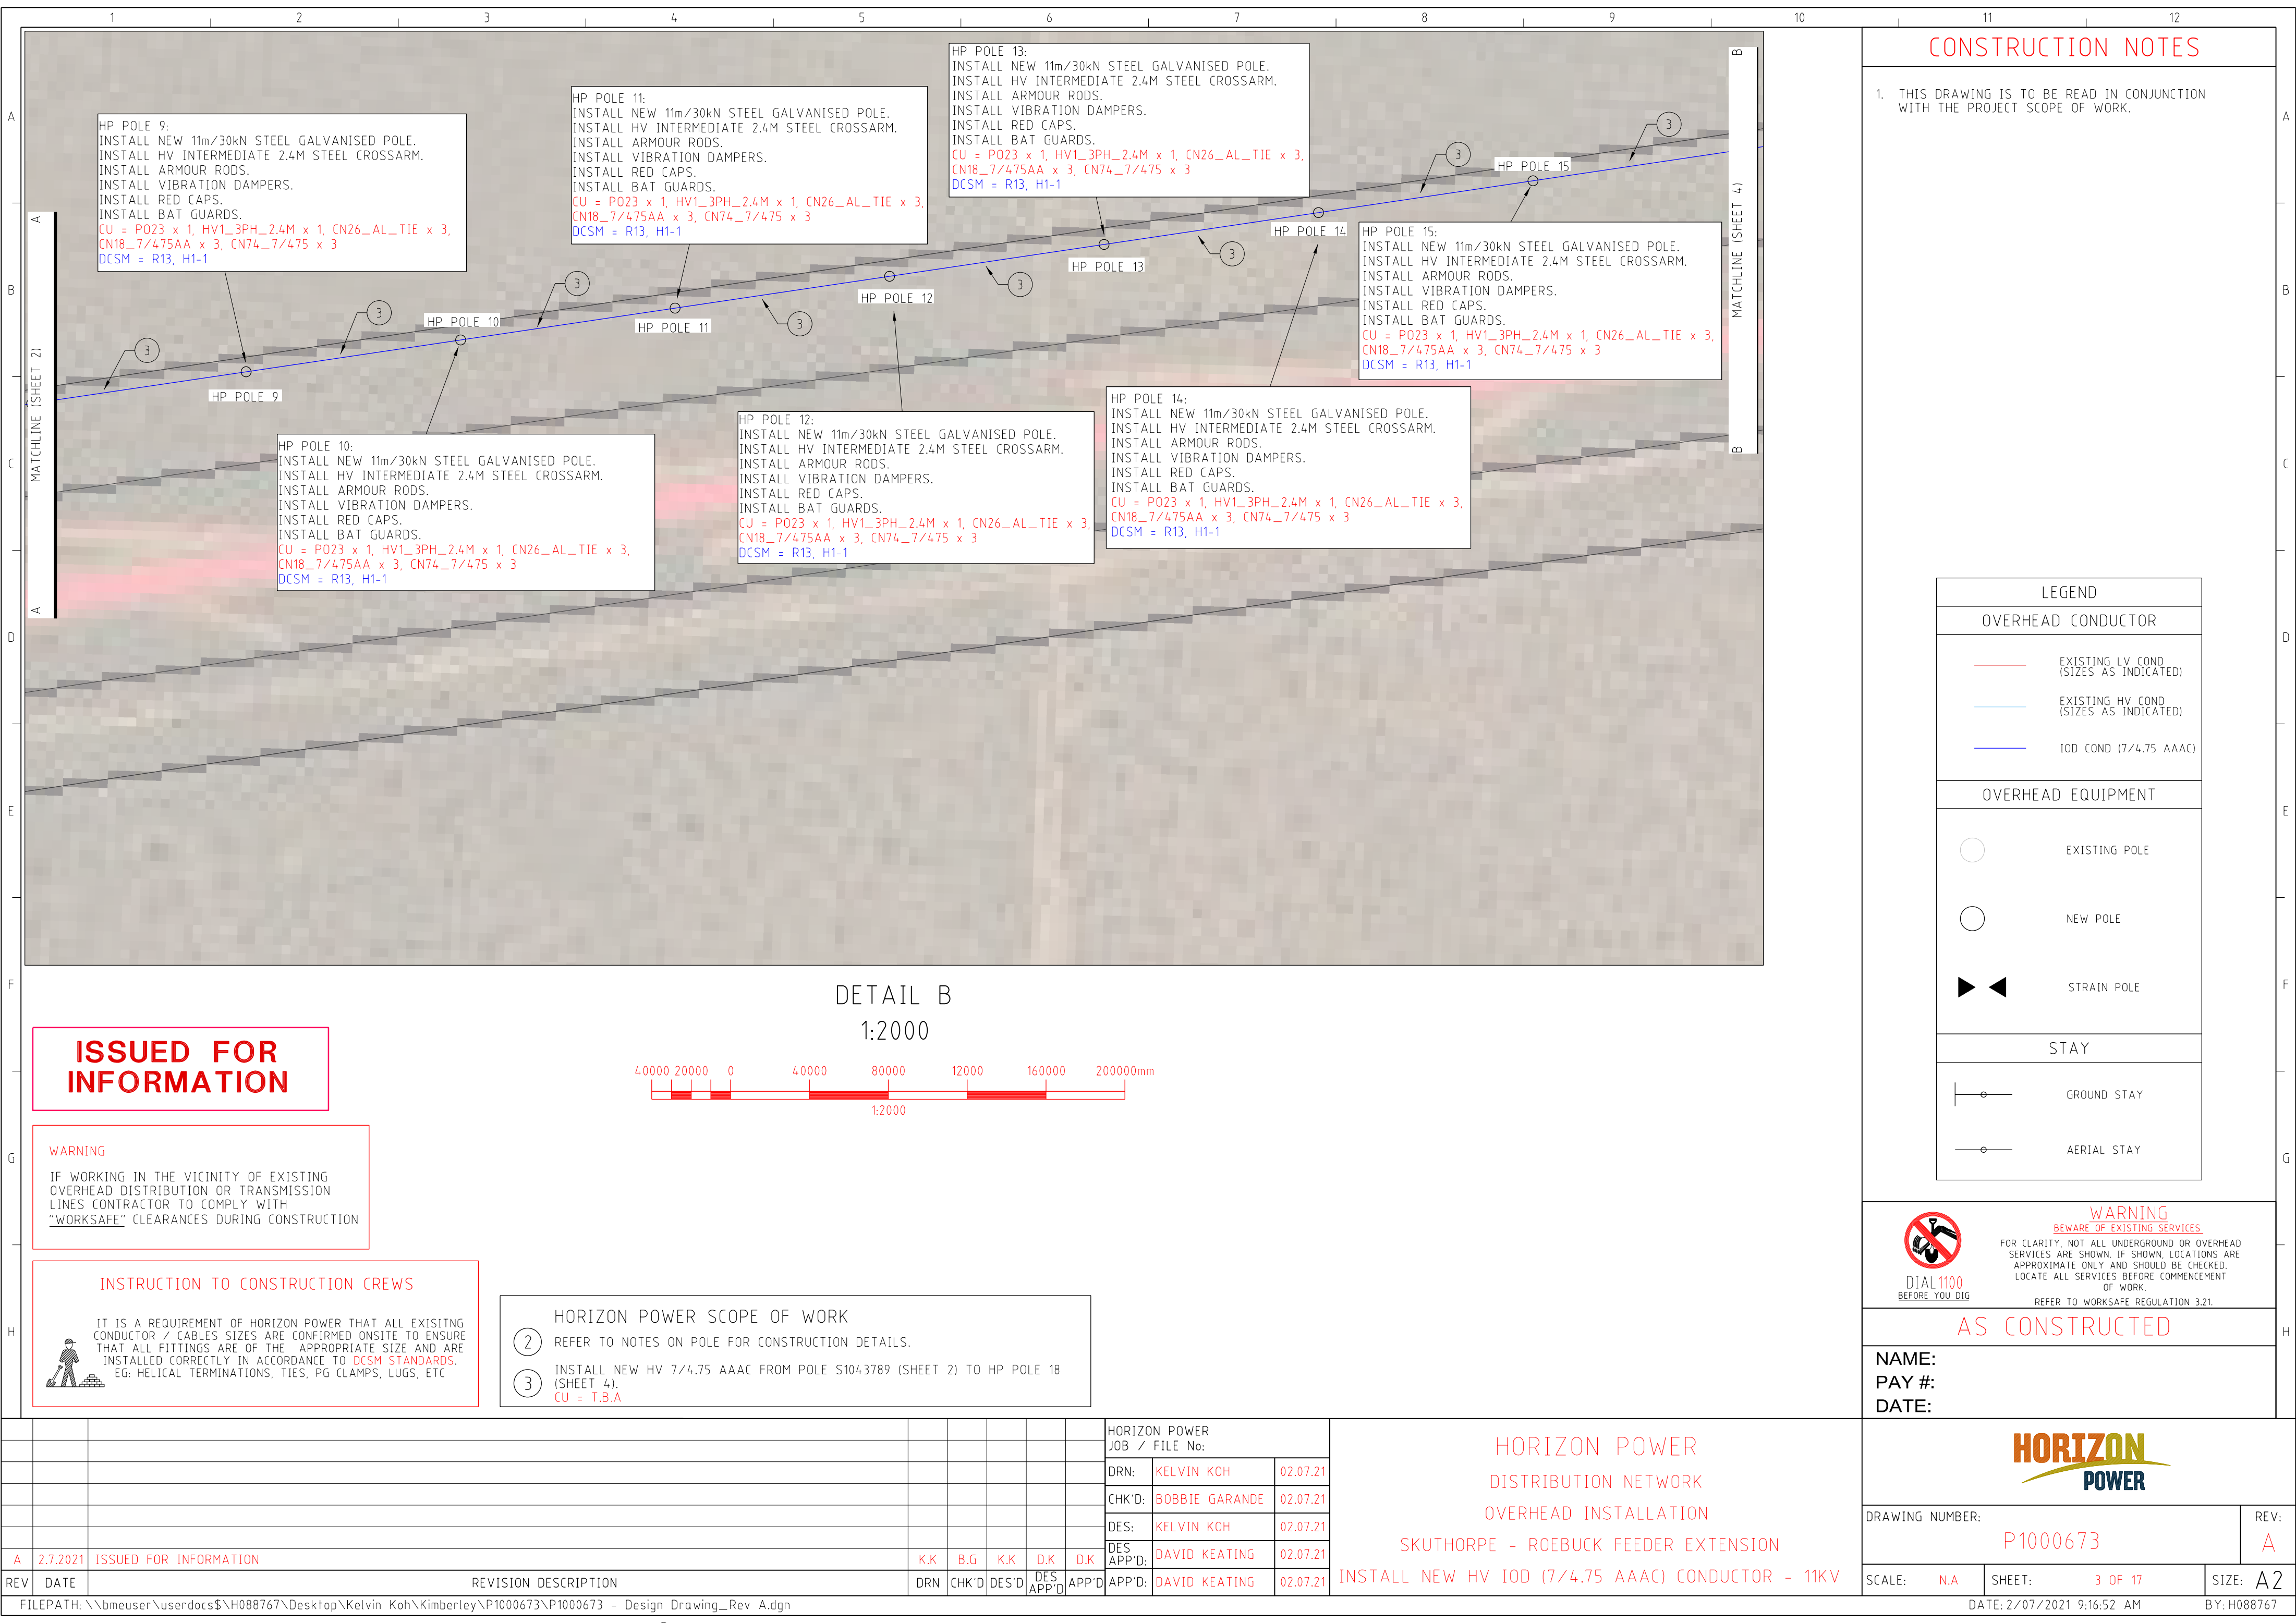 1 2 3 4 5 6 7 8 9 10 11 12
A
B
C
D
E
F
G
H
A
B
C
D
E
F
G
H
HP POLE 9:
INSTALL NEW 11m/30kN STEEL GALVANISED POLE.
INSTALL HV INTERMEDIATE 2.4M STEEL CROSSARM.
INSTALL ARMOUR RODS.
INSTALL VIBRATION DAMPERS.
INSTALL RED CAPS.
INSTALL BAT GUARDS.
CU = PO23 x 1, HV1_3PH_2.4M x 1, CN26_AL_TIE x 3,
CN18_7/475AA x 3, CN74_7/475 x 3
DCSM = R13, H1-1
HP POLE 11:
INSTALL NEW 11m/30kN STEEL GALVANISED POLE.
INSTALL HV INTERMEDIATE 2.4M STEEL CROSSARM.
INSTALL ARMOUR RODS.
INSTALL VIBRATION DAMPERS.
INSTALL RED CAPS.
INSTALL BAT GUARDS.
CU = PO23 x 1, HV1_3PH_2.4M x 1, CN26_AL_TIE x 3,
CN18_7/475AA x 3, CN74_7/475 x 3
DCSM = R13, H1-1
HP POLE 13:
INSTALL NEW 11m/30kN STEEL GALVANISED POLE.
INSTALL HV INTERMEDIATE 2.4M STEEL CROSSARM.
INSTALL ARMOUR RODS.
INSTALL VIBRATION DAMPERS.
INSTALL RED CAPS.
INSTALL BAT GUARDS.
CU = PO23 x 1, HV1_3PH_2.4M x 1, CN26_AL_TIE x 3,
CN18_7/475AA x 3, CN74_7/475 x 3
DCSM = R13, H1-1
HP POLE 15:
INSTALL NEW 11m/30kN STEEL GALVANISED POLE.
INSTALL HV INTERMEDIATE 2.4M STEEL CROSSARM.
INSTALL ARMOUR RODS.
INSTALL VIBRATION DAMPERS.
INSTALL RED CAPS.
INSTALL BAT GUARDS.
CU = PO23 x 1, HV1_3PH_2.4M x 1, CN26_AL_TIE x 3,
CN18_7/475AA x 3, CN74_7/475 x 3
DCSM = R13, H1-1
HP POLE 10:
INSTALL NEW 11m/30kN STEEL GALVANISED POLE.
INSTALL HV INTERMEDIATE 2.4M STEEL CROSSARM.
INSTALL ARMOUR RODS.
INSTALL VIBRATION DAMPERS.
INSTALL RED CAPS.
INSTALL BAT GUARDS.
CU = PO23 x 1, HV1_3PH_2.4M x 1, CN26_AL_TIE x 3,
CN18_7/475AA x 3, CN74_7/475 x 3
DCSM = R13, H1-1
HP POLE 12:
INSTALL NEW 11m/30kN STEEL GALVANISED POLE.
INSTALL HV INTERMEDIATE 2.4M STEEL CROSSARM.
INSTALL ARMOUR RODS.
INSTALL VIBRATION DAMPERS.
INSTALL RED CAPS.
INSTALL BAT GUARDS.
CU = PO23 x 1, HV1_3PH_2.4M x 1, CN26_AL_TIE x 3,
CN18_7/475AA x 3, CN74_7/475 x 3
DCSM = R13, H1-1
HP POLE 14:
INSTALL NEW 11m/30kN STEEL GALVANISED POLE.
INSTALL HV INTERMEDIATE 2.4M STEEL CROSSARM.
INSTALL ARMOUR RODS.
INSTALL VIBRATION DAMPERS.
INSTALL RED CAPS.
INSTALL BAT GUARDS.
CU = PO23 x 1, HV1_3PH_2.4M x 1, CN26_AL_TIE x 3,
CN18_7/475AA x 3, CN74_7/475 x 3
DCSM = R13, H1-1
A MATCHLINE (SHEET 2) A
B MATCHLINE (SHEET 4) B
3
HP POLE 9
3
HP POLE 10
3
HP POLE 11
3
HP POLE 12
3
HP POLE 13
3
HP POLE 14
3
HP POLE 15
3
DETAIL B
1:2000
40000 20000 0 40000 80000 12000 160000 200000mm
1:2000
ISSUED FOR
INFORMATION
WARNING
IF WORKING IN THE VICINITY OF EXISTING
OVERHEAD DISTRIBUTION OR TRANSMISSION
LINES CONTRACTOR TO COMPLY WITH
"WORKSAFE" CLEARANCES DURING CONSTRUCTION
INSTRUCTION TO CONSTRUCTION CREWS
IT IS A REQUIREMENT OF HORIZON POWER THAT ALL EXISITNG
CONDUCTOR / CABLES SIZES ARE CONFIRMED ONSITE TO ENSURE
THAT ALL FITTINGS ARE OF THE APPROPRIATE SIZE AND ARE
INSTALLED CORRECTLY IN ACCORDANCE TO DCSM STANDARDS.
EG: HELICAL TERMINATIONS, TIES, PG CLAMPS, LUGS, ETC
HORIZON POWER SCOPE OF WORK
2 REFER TO NOTES ON POLE FOR CONSTRUCTION DETAILS.
3 INSTALL NEW HV 7/4.75 AAAC FROM POLE S1043789 (SHEET 2) TO HP POLE 18
(SHEET 4).
CU = T.B.A
CONSTRUCTION NOTES
1. THIS DRAWING IS TO BE READ IN CONJUNCTION
WITH THE PROJECT SCOPE OF WORK.
LEGEND
OVERHEAD CONDUCTOR
EXISTING LV COND
(SIZES AS INDICATED)
EXISTING HV COND
(SIZES AS INDICATED)
IOD COND (7/4.75 AAAC)
OVERHEAD EQUIPMENT
EXISTING POLE
NEW POLE
STRAIN POLE
STAY
GROUND STAY
AERIAL STAY
DIAL1100
BEFORE YOU DIG
WARNING
BEWARE OF EXISTING SERVICES
FOR CLARITY, NOT ALL UNDERGROUND OR OVERHEAD
SERVICES ARE SHOWN. IF SHOWN, LOCATIONS ARE
APPROXIMATE ONLY AND SHOULD BE CHECKED.
LOCATE ALL SERVICES BEFORE COMMENCEMENT
OF WORK.
REFER TO WORKSAFE REGULATION 3.21.
AS CONSTRUCTED
NAME:
PAY #:
DATE:
A 2.7.2021 ISSUED FOR INFORMATION K.K B.G K.K D.K D.K
REV DATE REVISION DESCRIPTION DRN CHK'D DES'D DES APP'D APP'D
HORIZON POWER
JOB / FILE No:
DRN: KELVIN KOH 02.07.21
CHK'D: BOBBIE GARANDE 02.07.21
DES: KELVIN KOH 02.07.21
DES APP'D: DAVID KEATING 02.07.21
APP'D: DAVID KEATING 02.07.21
HORIZON POWER
DISTRIBUTION NETWORK
OVERHEAD INSTALLATION
SKUTHORPE - ROEBUCK FEEDER EXTENSION
INSTALL NEW HV IOD (7/4.75 AAAC) CONDUCTOR - 11KV
HORIZON
POWER
DRAWING NUMBER: P1000673
REV: A
SCALE: N.A SHEET: 3 OF 17 SIZE: A2
FILEPATH: \\bmeuser\userdocs$\H088767\Desktop\Kelvin Koh\Kimberley\P1000673\P1000673 - Design Drawing_Rev A.dgn
DATE: 2/07/2021 9:16:52 AM BY: H088767